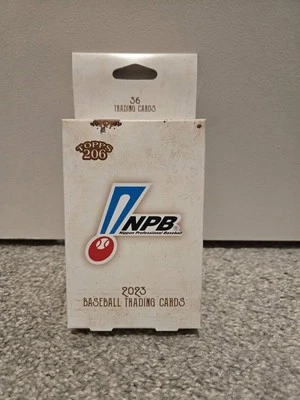 36
TRADING CARDS
TOPPS
206
NPB
Nippon Professional Baseball
2023
BASEBALL TRADING CARDS